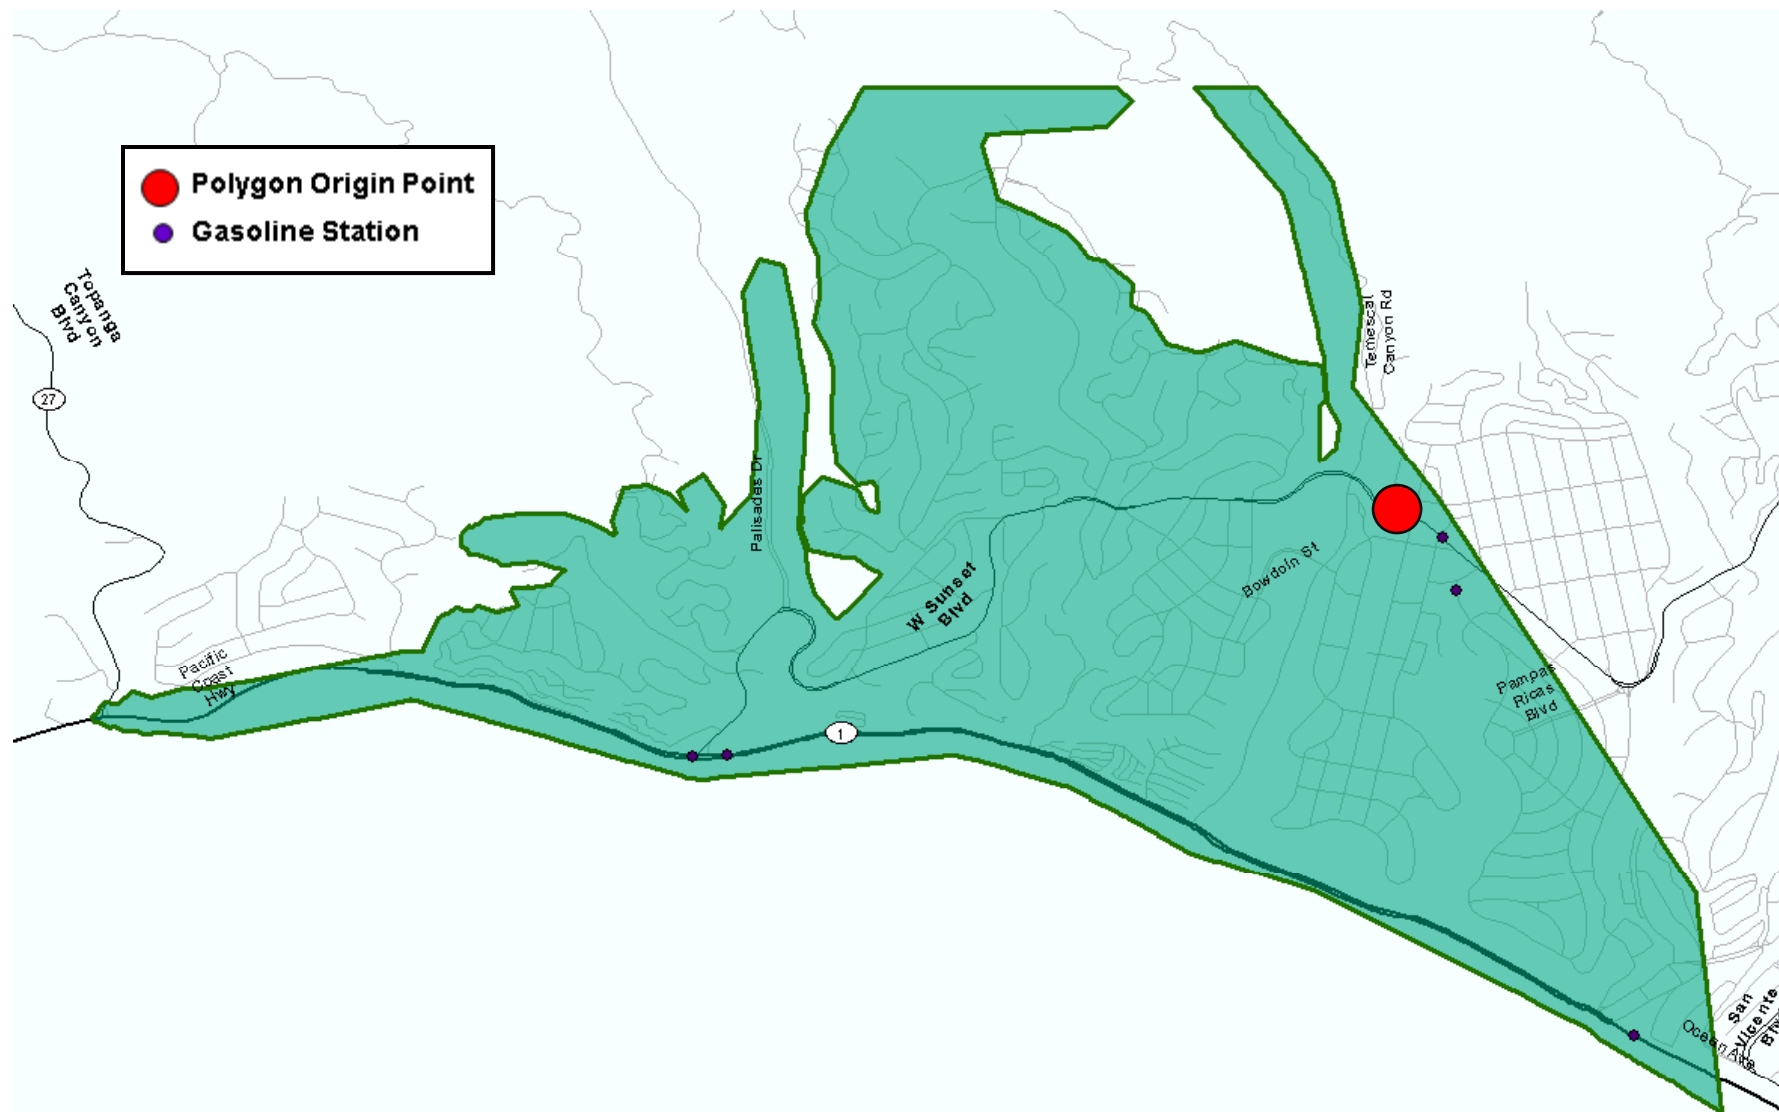 Polygon Origin Point
Gasoline Station
Topanga
Canyon
Blvd
27
Temescal
Canyon Rd
Palisades Dr
W Sunset
Blvd
Bowdoin St
Pacific
Coast
Hwy
1
Pampas
Ricas
Blvd
San
Vicente
Ocean Ave